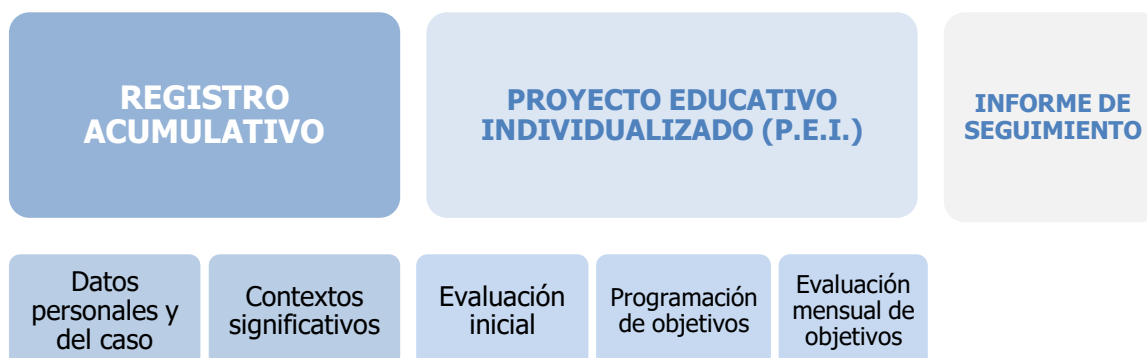 REGISTRO
ACUMULATIVO
PROYECTO EDUCATIVO
INDIVIDUALIZADO (P.E.I.)
INFORME DE
SEGUIMIENTO
Datos
personales y
del caso
Contextos
significativos
Evaluación
inicial
Programación
de objetivos
Evaluación
mensual de
objetivos